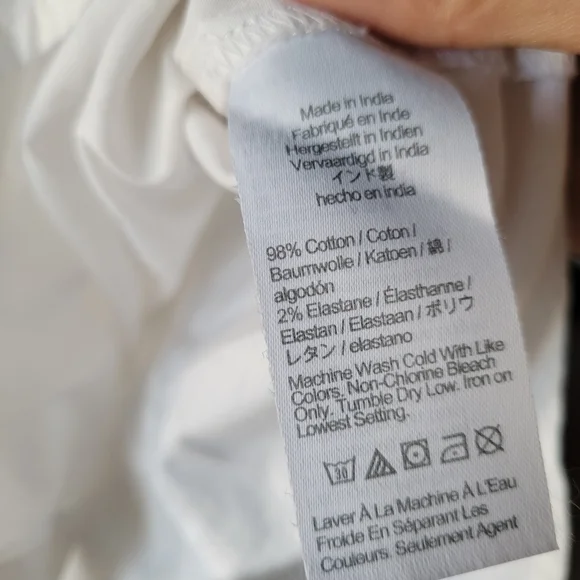 Made in India
Fabriqué en Inde
Hergestellt in Indien
Vervaardigd in India
インド製
hecho en india
98% Cotton / Coton /
Baumwolle / Katoen / 綿 /
algodón
2% Elastane / Élasthanne /
Elastan / Elastaan / ポリウ
レタン / elastano
Machine Wash Cold With Like
Colors. Non-Chlorine Bleach
Only. Tumble Dry Low. Iron on
Lowest Setting.
30
Laver À La Machine À L'Eau
Froide En Séparant Las
Couleurs. Seulement Agent